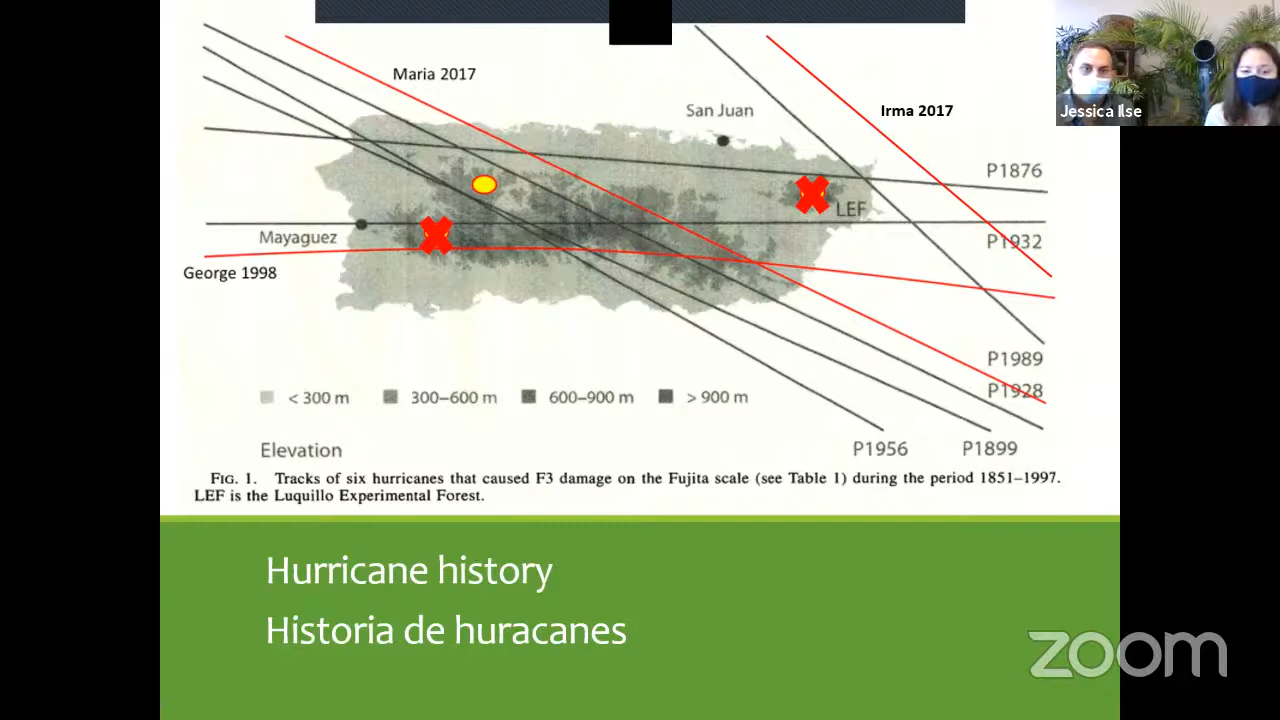 Maria 2017
San Juan
Irma 2017
Jessica Ilse
P1876
LEF
Mayaguez
P1932
George 1998
P1989
P1928
< 300 m
300–600 m
600–900 m
> 900 m
Elevation
P1956
P1899
FIG. 1. Tracks of six hurricanes that caused F3 damage on the Fujita scale (see Table 1) during the period 1851–1997.
LEF is the Luquillo Experimental Forest.
Hurricane history
Historia de huracanes
zoom